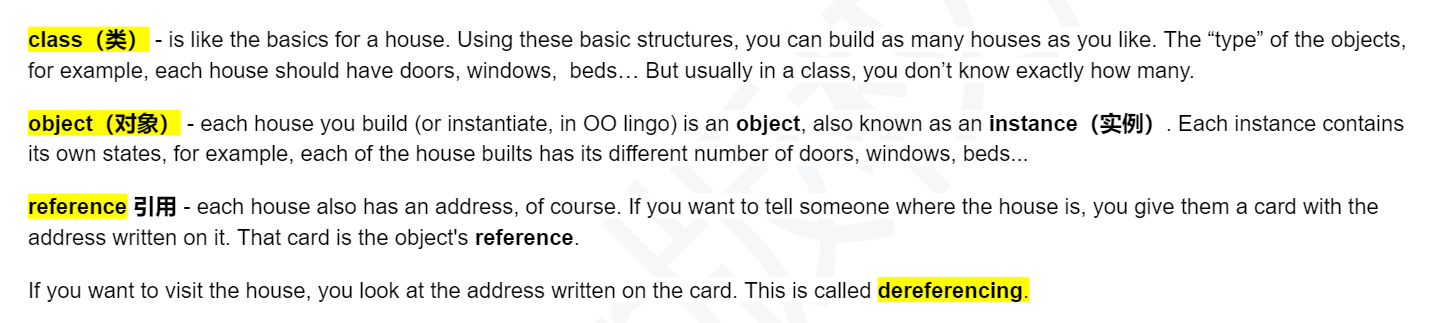 class（类） - is like the basics for a house. Using these basic structures, you can build as many houses as you like. The “type” of the objects,
for example, each house should have doors, windows,  beds… But usually in a class, you don’t know exactly how many.
object（对象） - each house you build (or instantiate, in OO lingo) is an object, also known as an instance（实例）. Each instance contains
its own states, for example, each of the house builts has its different number of doors, windows, beds...
reference 引用 - each house also has an address, of course. If you want to tell someone where the house is, you give them a card with the
address written on it. That card is the object's reference.
If you want to visit the house, you look at the address written on the card. This is called dereferencing.